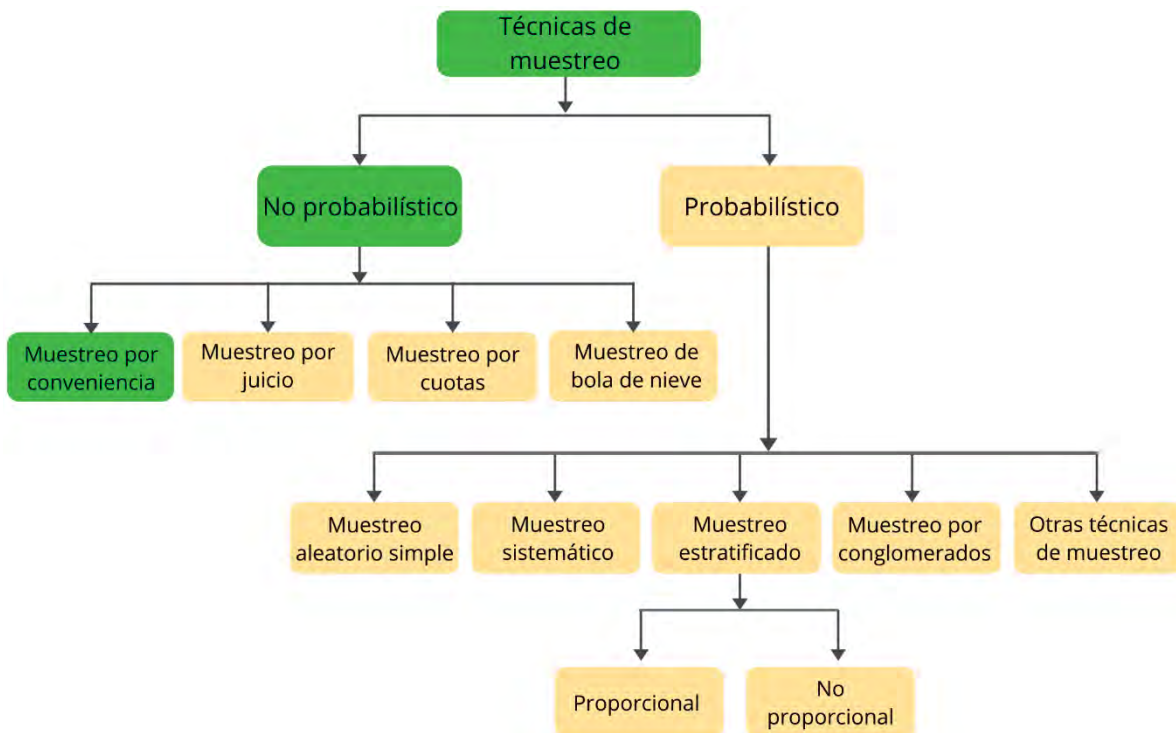 Técnicas de
muestreo
No probabilístico
Probabilístico
Muestreo por
conveniencia
Muestreo por
juicio
Muestreo por
cuotas
Muestreo de
bola de nieve
Muestreo
aleatorio simple
Muestreo
sistemático
Muestreo
estratificado
Muestreo por
conglomerados
Otras técnicas
de muestreo
Proporcional
No
proporcional